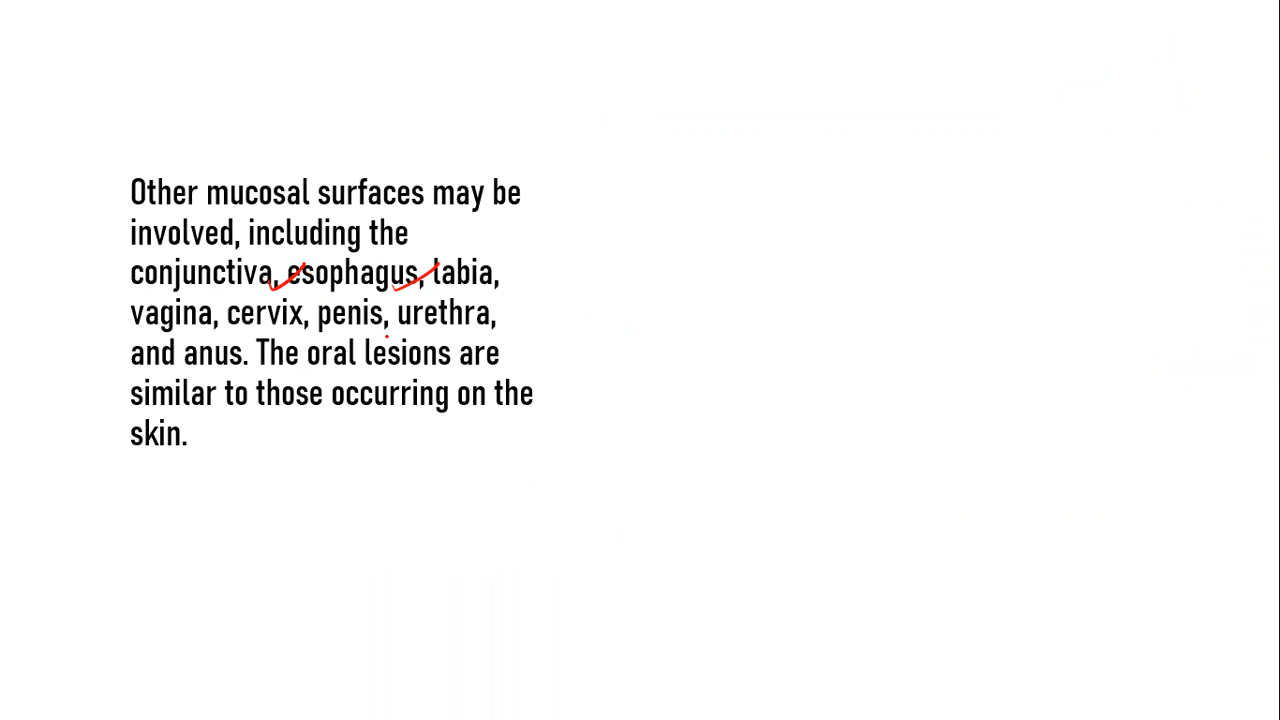 Other mucosal surfaces may be
involved, including the
conjunctiva, esophagus, labia,
vagina, cervix, penis, urethra,
and anus. The oral lesions are
similar to those occurring on the
skin.